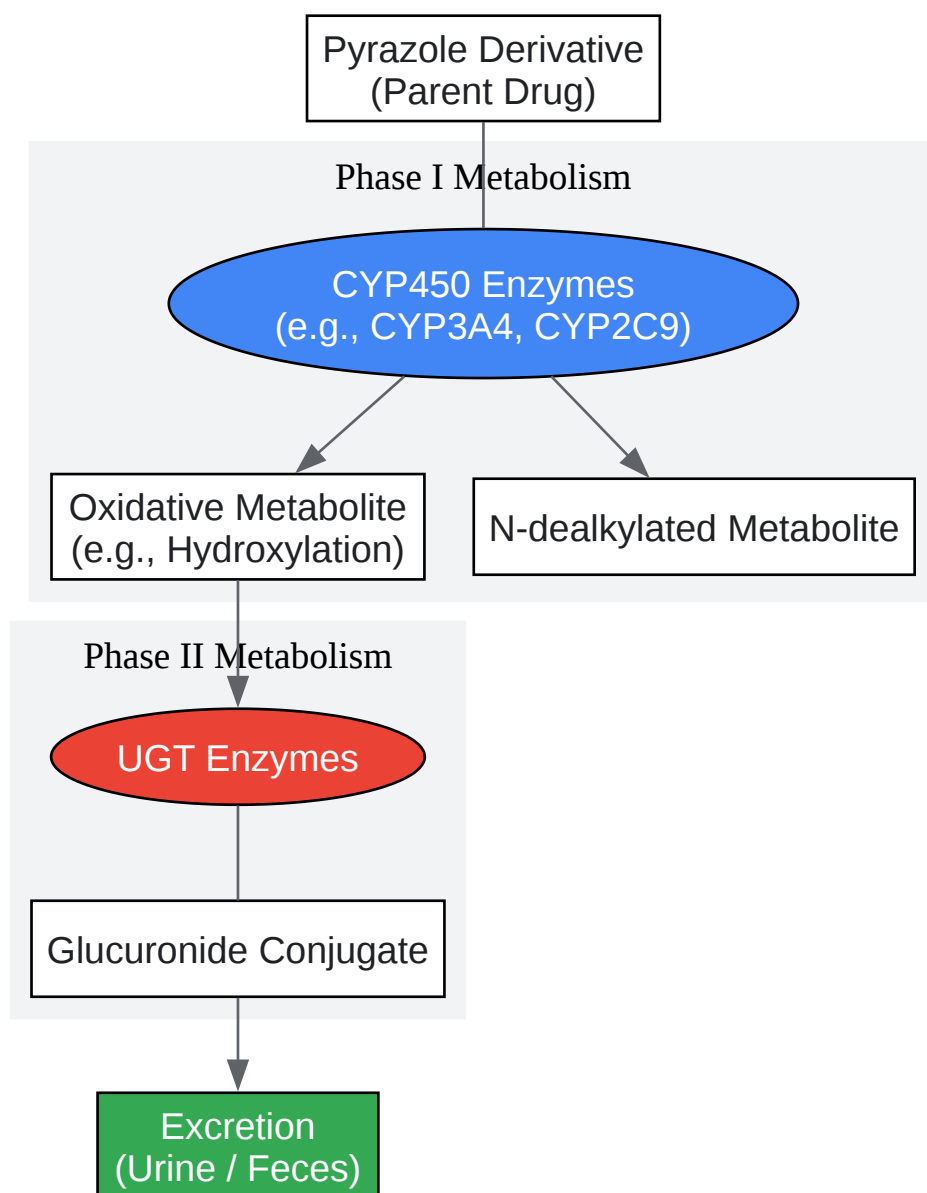 Pyrazole Derivative
(Parent Drug)
Phase I Metabolism
CYP450 Enzymes
(e.g., CYP3A4, CYP2C9)
Oxidative Metabolite
(e.g., Hydroxylation)
N-dealkylated Metabolite
Phase II Metabolism
UGT Enzymes
Glucuronide Conjugate
Excretion
(Urine / Feces)